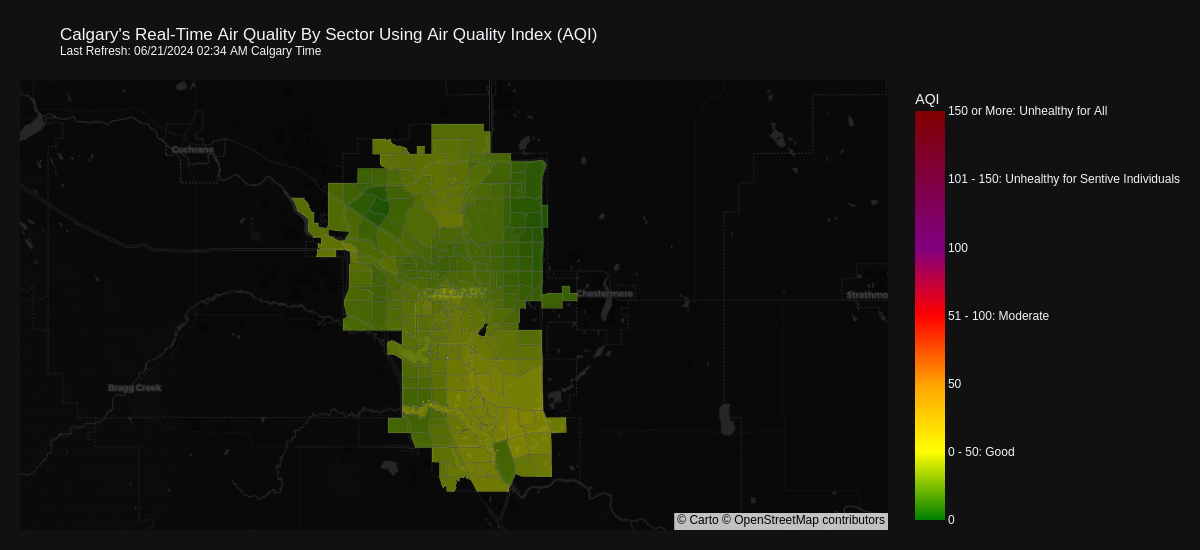 Calgary's Real-Time Air Quality By Sector Using Air Quality Index (AQI)
Last Refresh: 06/21/2024 02:34 AM Calgary Time
AQI
150 or More: Unhealthy for All
Cochrane
101 - 150: Unhealthy for Sentive Individuals
100
CALGARY
Chestermere
Strathmo
51 - 100: Moderate
Bragg Creek
50
0 - 50: Good
0
© Carto © OpenStreetMap contributors